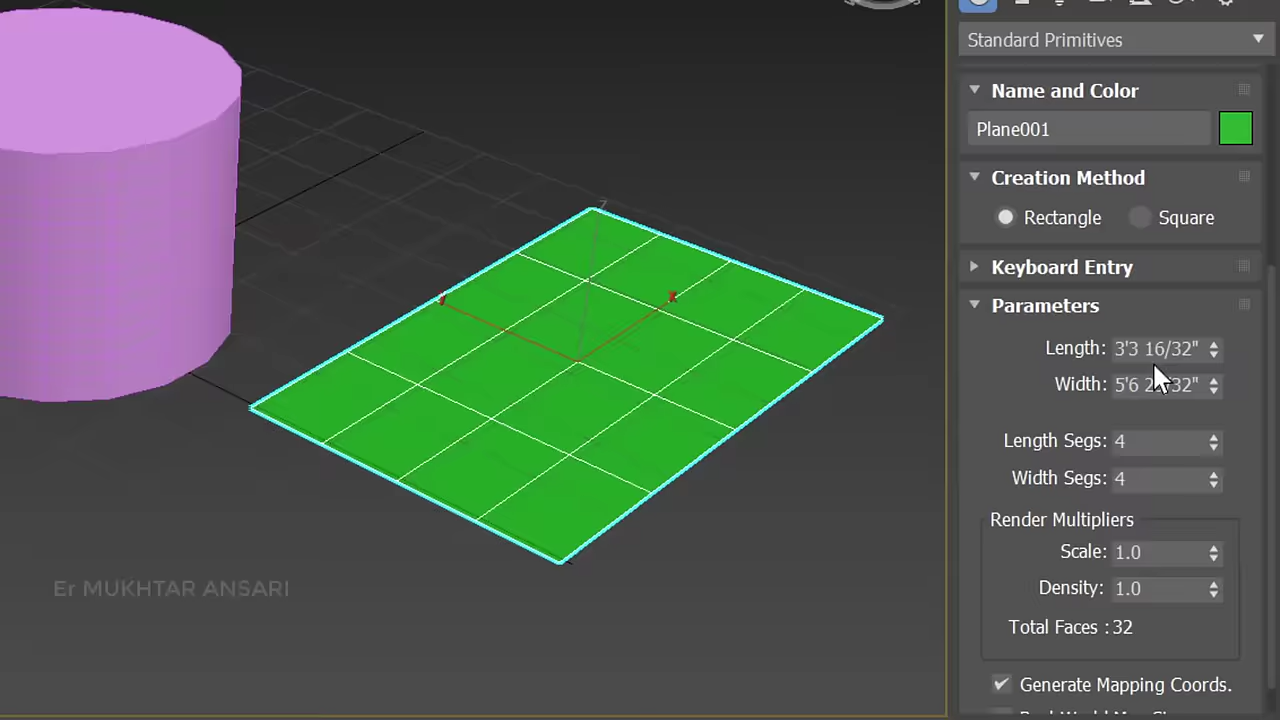 Standard Primitives
Name and Color
Plane001
Creation Method
Rectangle Square
Keyboard Entry
Parameters
Length: 3'3 16/32"
Width: 5'6
Length Segs: 4
Width Segs: 4
Render Multipliers
Scale: 1.0
Density: 1.0
Total Faces : 32
Generate Mapping Coords.
z
x
Er MUKHTAR ANSARI